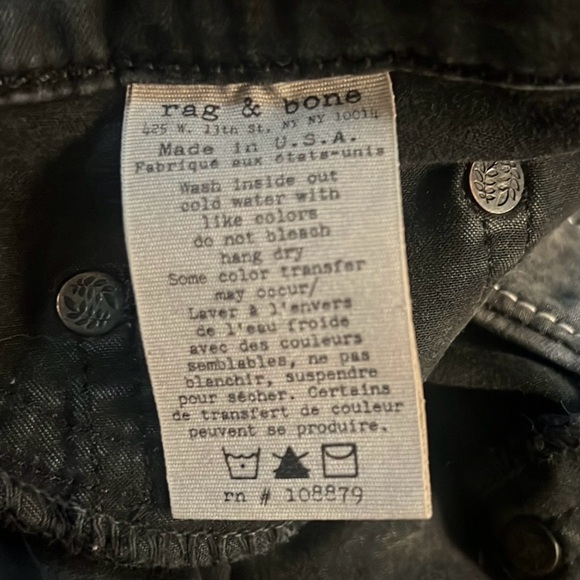 rag & bone
425 W. 13th St, NY NY 10014
Made in U.S.A.
Fabriqué aux états-unis
Wash inside out
cold water with
like colors
do not bleach
hang dry
Some color transfer
may occur/
Laver à l'envers
de l'eau froide
avec des couleurs
semblables, ne pas
blanchir, suspendre
pour sécher. Certains
de transfert de couleur
peuvent se produire.
rn # 108879